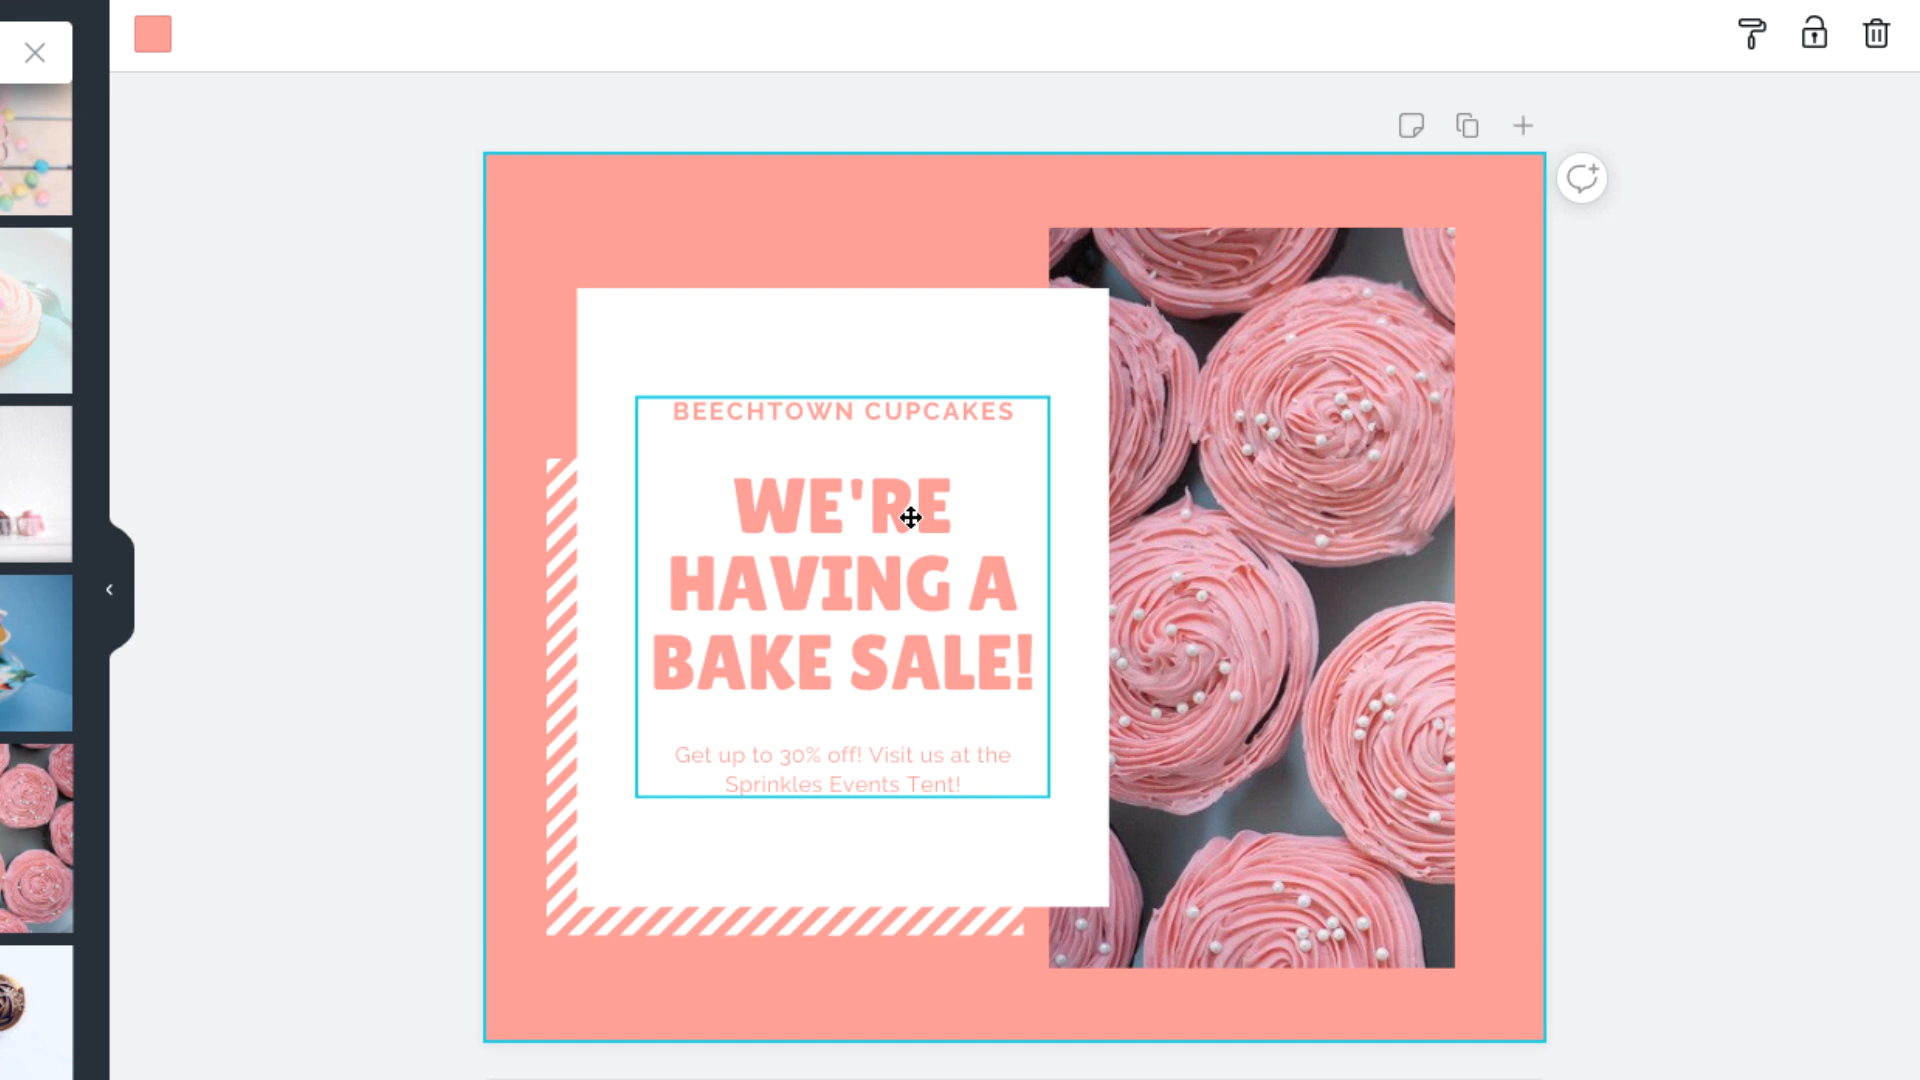 BEECHTOWN CUPCAKES
WE'RE
HAVING A
BAKE SALE!
Get up to 30% off! Visit us at the
Sprinkles Events Tent!